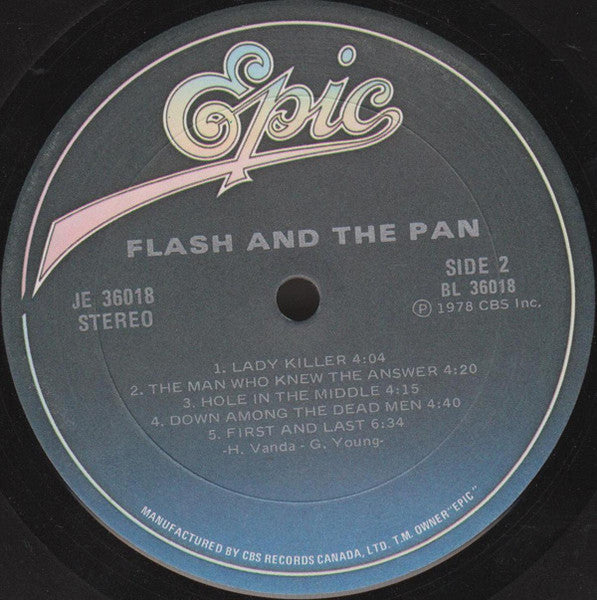 Epic
FLASH AND THE PAN
JE 36018
STEREO
SIDE 2
BL 36018
Ⓟ 1978 CBS Inc.
1. LADY KILLER 4:04
2. THE MAN WHO KNEW THE ANSWER 4:20
3. HOLE IN THE MIDDLE 4:15
4. DOWN AMONG THE DEAD MEN 4:40
5. FIRST AND LAST 6:34
-H. Vanda - G. Young-
MANUFACTURED BY CBS RECORDS CANADA, LTD. T.M. OWNER "EPIC"